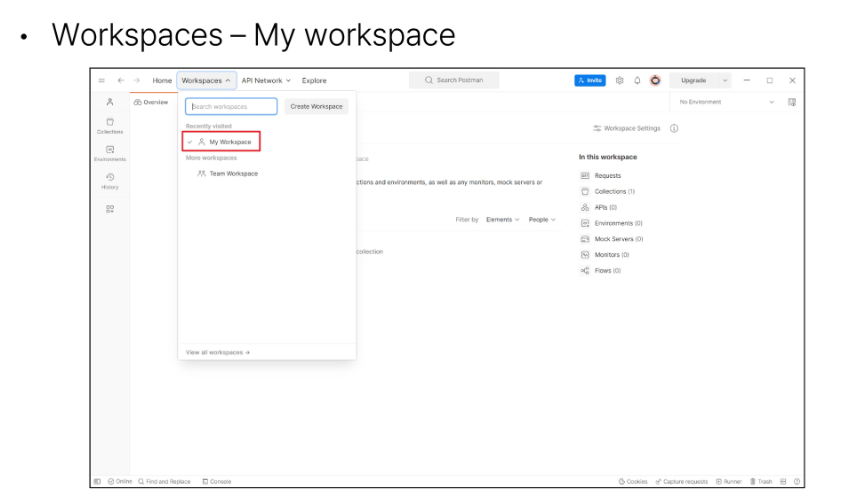 • Workspaces – My workspace
Home Workspaces API Network Explore Search Postman Invite Upgrade
Overview No Environment
Search workspaces Create Workspace
Collections
Recently visited
Workspace Settings
My Workspace
Environments
More workspaces
In this workspace
Team Workspace
Requests
History
ctions and environments, as well as any monitors, mock servers or
Collections (1)
APIs (0)
Filter by Elements People
Environments (0)
Mock Servers (0)
collection
Monitors (0)
Flows (0)
View all workspaces →
Online Find and Replace Console Cookies Capture requests Runner Trash